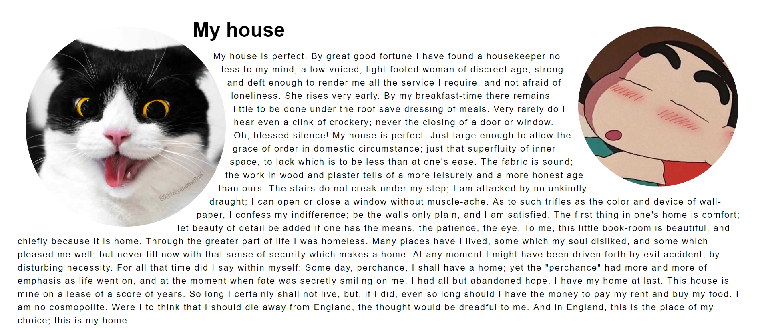 My house
My house is perfect. By great good fortune I have found a housekeeper no
less to my mind, a low-voiced, light-footed woman of discreet age, strong
and deft enough to render me all the service I require, and not afraid of
loneliness. She rises very early. By my breakfast-time there remains
little to be done under the roof save dressing of meals. Very rarely do I
hear even a clink of crockery; never the closing of a door or window.
Oh, blessed silence! My house is perfect. Just large enough to allow the
grace of order in domestic circumstance; just that superfluity of inner
space, to lack which is to be less than at one's ease. The fabric is sound;
the work in wood and plaster tells of a more leisurely and a more honest age
than ours. The stairs do not creak under my step; I am attacked by no unkindly
draught; I can open or close a window without muscle-ache. As to such trifles as the color and device of wall-
paper, I confess my indifference; be the walls only plain, and I am satisfied. The first thing in one's home is comfort;
let beauty of detail be added if one has the means, the patience, the eye. To me, this little book-room is beautiful, and
chiefly because it is home. Through the greater part of life I was homeless. Many places have I lived, some which my soul disliked, and some which
pleased me well; but never till now with that sense of security which makes a home. At any moment I might have been driven forth by evil accident, by
disturbing necessity. For all that time did I say within myself: Some day, perchance, I shall have a home; yet the "perchance" had more and more of
emphasis as life went on, and at the moment when fate was secretly smiling on me, I had all but abandoned hope. I have my home at last. This house is
mine on a lease of a score of years. So long I certainly shall not live; but, if I did, even so long should I have the money to pay my rent and buy my food. I
am no cosmopolite. Were I to think that I should die away from England, the thought would be dreadful to me. And in England, this is the place of my
choice; this is my home.